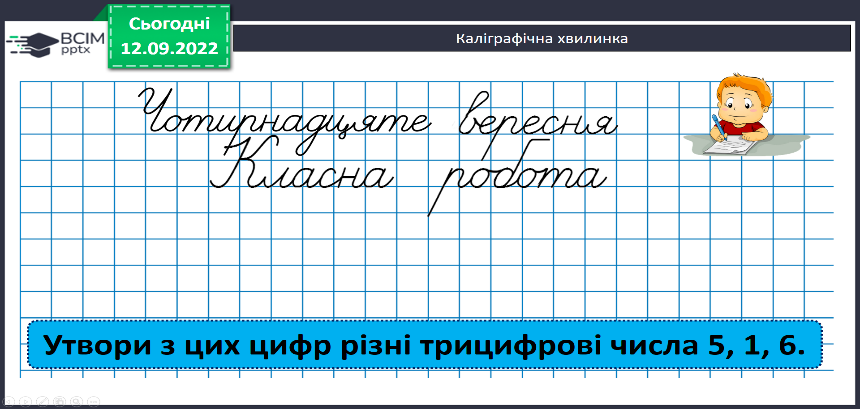 ВСІМ
pptx
Сьогодні
12.09.2022
Каліграфічна хвилинка
Чотирнадцяте вересня
Класна робота
Утвори з цих цифр різні трицифрові числа 5, 1, 6.